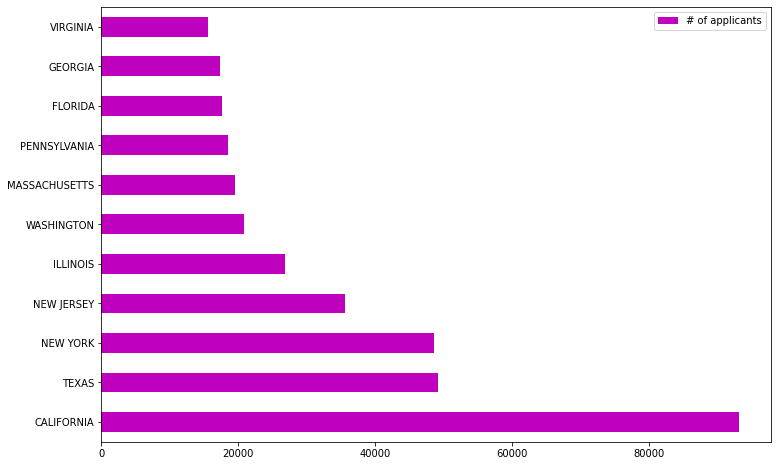 # of applicants
VIRGINIA
GEORGIA
FLORIDA
PENNSYLVANIA
MASSACHUSETTS
WASHINGTON
ILLINOIS
NEW JERSEY
NEW YORK
TEXAS
CALIFORNIA
0 20000 40000 60000 80000